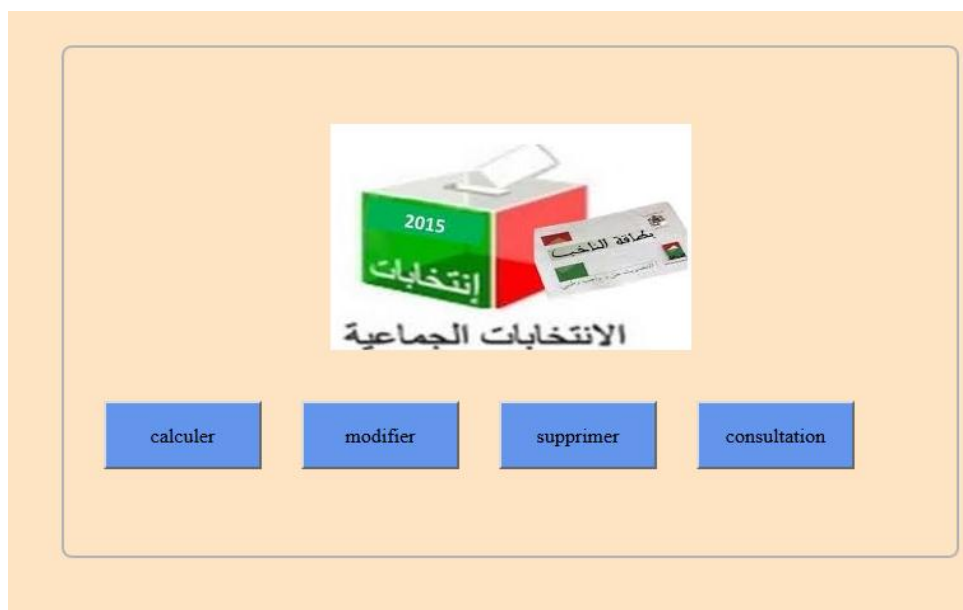 2015
إنتخابات
بطاقة الناخب
الانتخابات الجماعية
calculer
modifier
supprimer
consultation